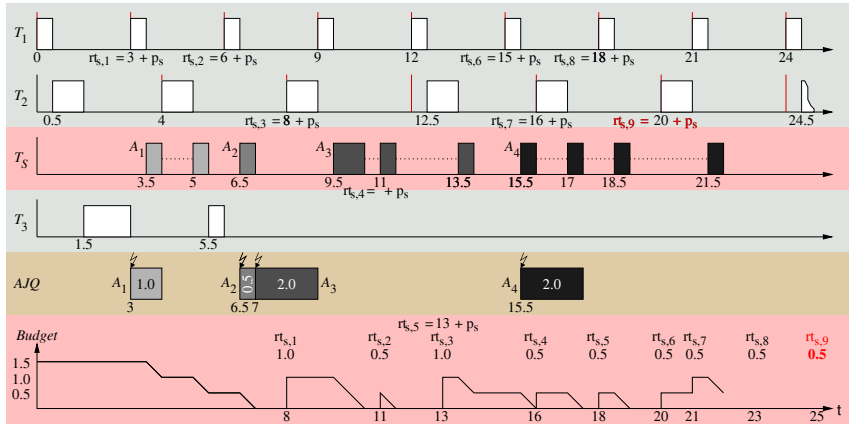 T1
0 3 6 9 12 15 18 21 24
rts,1 = 3 + ps rts,2 = 6 + ps rts,6 = 15 + ps rts,8 = 18 + ps
T2
0.5 4 8 12.5 16 20 24.5
rts,3 = 8 + ps rts,7 = 16 + ps rts,9 = 20 + ps
TS
A1 A2 A3 A4
3.5 5 6.5 9.5 11 13.5 15.5 17 18.5 21.5
rts,4 = + ps
T3
1.5 5.5
AJQ
A1 1.0 A2 0.5 2.0 A3 A4 2.0
3 6.5 7 15.5
rts,5 = 13 + ps
Budget
rts,1 rts,2 rts,3 rts,4 rts,5 rts,6 rts,7 rts,8 rts,9
1.0 0.5 1.0 0.5 0.5 0.5 0.5 0.5 0.5
1.5
1.0
0.5
t
8 11 13 16 18 20 21 23 25